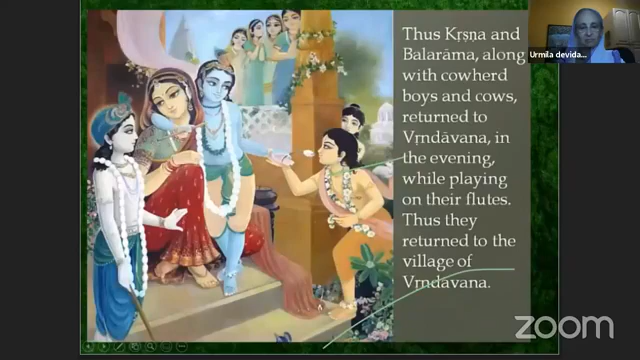 Thus Kṛṣṇa and
Balarāma, along
with cowherd
boys and cows,
returned to
Vṛndāvana, in
the evening,
while playing
on their flutes.
Thus they
returned to the
village of
Vṛndāvana.
Urmila devida...
zoom